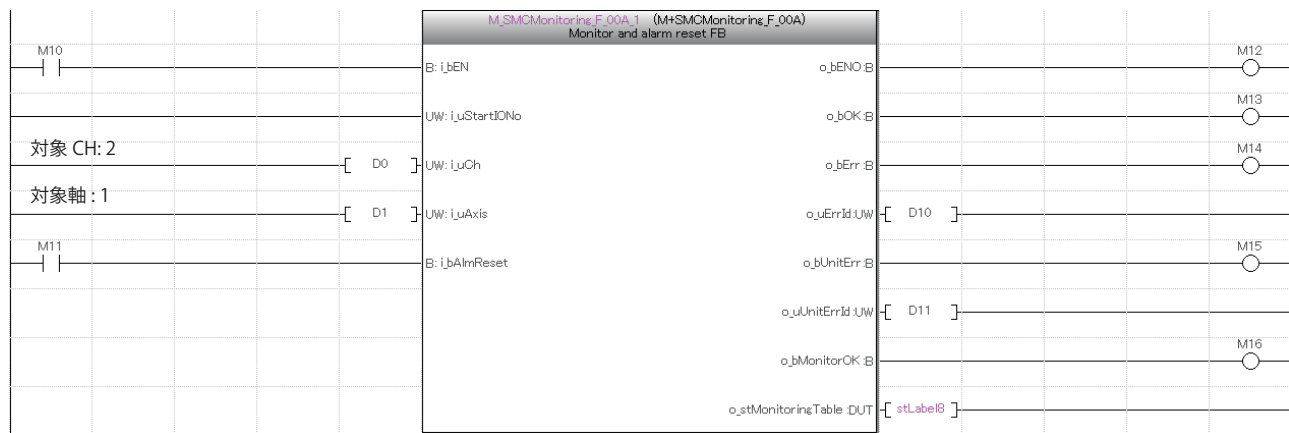 M_SMCMonitoring_F_00A_1 (M+SMCMonitoring_F_00A)
Monitor and alarm reset FB
M10
M12
B: i_bEN
o_bENO:B
M13
UW: i_uStartIONo
o_bOK:B
対象 CH: 2
M14
D0
UW: i_uCh
o_bErr:B
対象軸 : 1
D1
UW: i_uAxis
o_uErrId:UW
D10
M11
M15
B: i_bAlmReset
o_bUnitErr:B
o_uUnitErrId:UW
D11
M16
o_bMonitorOK:B
o_stMonitoringTable :DUT
stLabel8